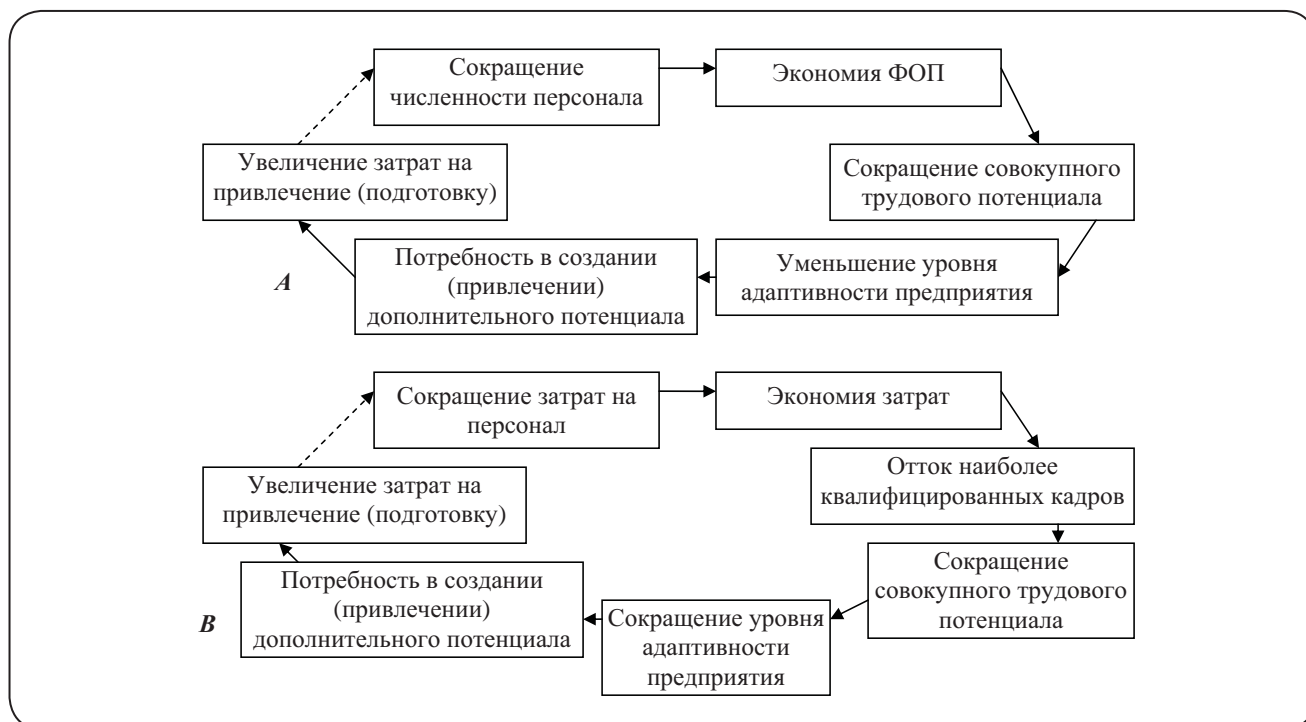 Сокращение
численности персонала
Экономия ФОП
Увеличение затрат на
привлечение (подготовку)
Сокращение совокупного
трудового потенциала
А
Потребность в создании
(привлечении)
дополнительного потенциала
Уменьшение уровня
адаптивности предприятия
Сокращение затрат на
персонал
Экономия затрат
Увеличение затрат на
привлечение (подготовку)
Отток наиболее
квалифицированных кадров
В
Потребность в создании
(привлечении)
дополнительного потенциала
Сокращение уровня
адаптивности
предприятия
Сокращение
совокупного трудового
потенциала